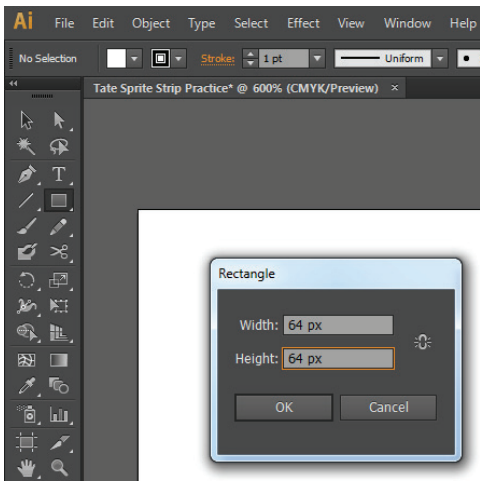 Ai File Edit Object Type Select Effect View Window Help
No Selection Stroke: 1 pt Uniform
Tate Sprite Strip Practice* @ 600% (CMYK/Preview) ×
T
Rectangle
Width: 64 px
Height: 64 px
OK Cancel